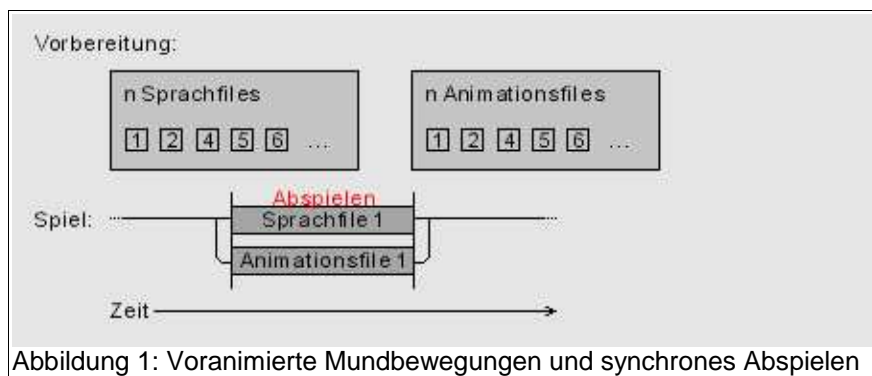 Vorbereitung:
n Sprachfiles
n Animationsfiles
1 2 4 5 6 ...
1 2 4 5 6 ...
Abspielen
Spiel:
Sprachfile 1
Animationsfile 1
Zeit
Abbildung 1: Voranimierte Mundbewegungen und synchrones Abspielen